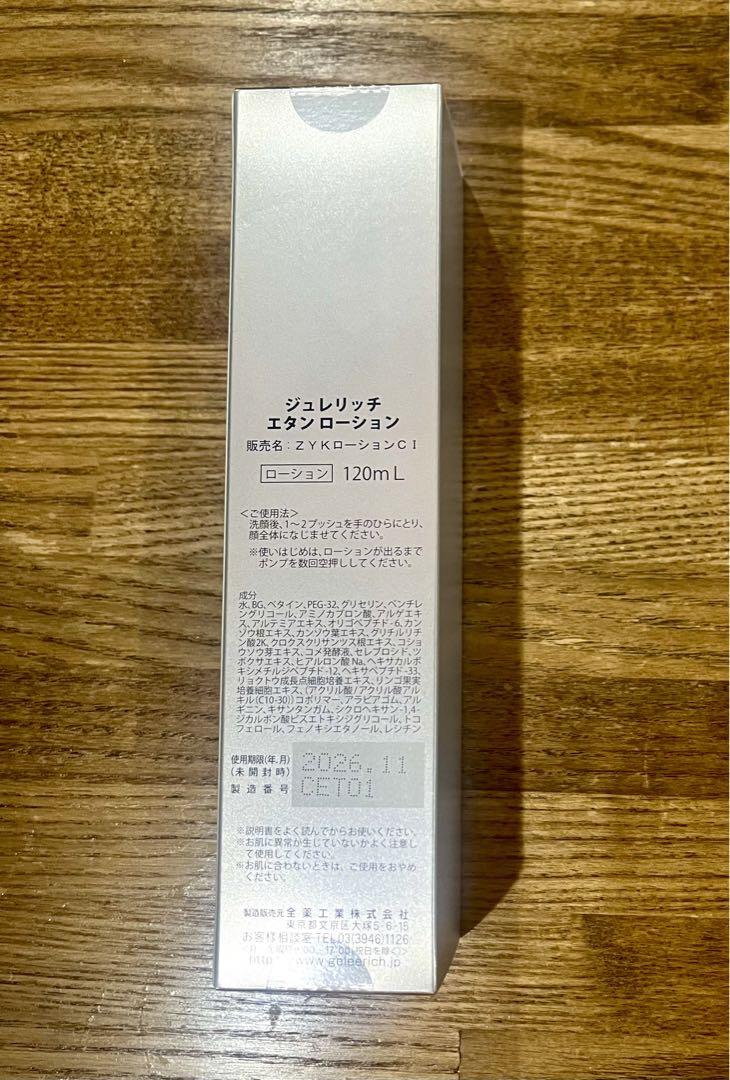 ジュレリッチ
エタン ローション
販売名：ZYKローションCI
ローション 120mL
＜ご使用法＞
洗顔後、1〜2プッシュを手のひらにとり、
顔全体になじませてください。
※使いはじめは、ローションが出るまで
ポンプを数回空押ししてください。
成分
水、BG、ベタイン、PEG-32、グリセリン、ペンチレ
ングリコール、アミノカプロン酸、アルゲエキ
ス、アルテミアエキス、オリゴペプチド-6、カン
ゾウ根エキス、カンゾウ葉エキス、グリチルリチ
ン酸2K、クロクスクリサンツス根エキス、コショ
ウソウ芽エキス、コメ発酵液、セレブロシド、ツ
ボクサエキス、ヒアルロン酸Na、ヘキサカルボ
キシメチルジペプチド-12、ヘキサペプチド-33、
リョクトウ成長点細胞培養エキス、リンゴ果実
培養細胞エキス、(アクリル酸/アクリル酸アル
キル(C10-30))コポリマー、アラビアゴム、アル
ギニン、キサンタンガム、シクロヘキサン-1,4-
ジカルボン酸ビスエトキシジグリコール、トコ
フェロール、フェノキシエタノール、レシチン
使用期限(年.月) 2026.11
(未開封時)
製造番号 CET01
※説明書をよく読んでからお使いください。
※お肌に異常が生じていないかよく注意し
て使用してください。
※お肌に合わないときは、ご使用をおやめ
ください。
製造販売元 全薬工業株式会社
東京都文京区大塚5-6-15
お客様相談室 TEL03(3946)1126
17:00(祝日を除く)＞
http www.geleerich.jp